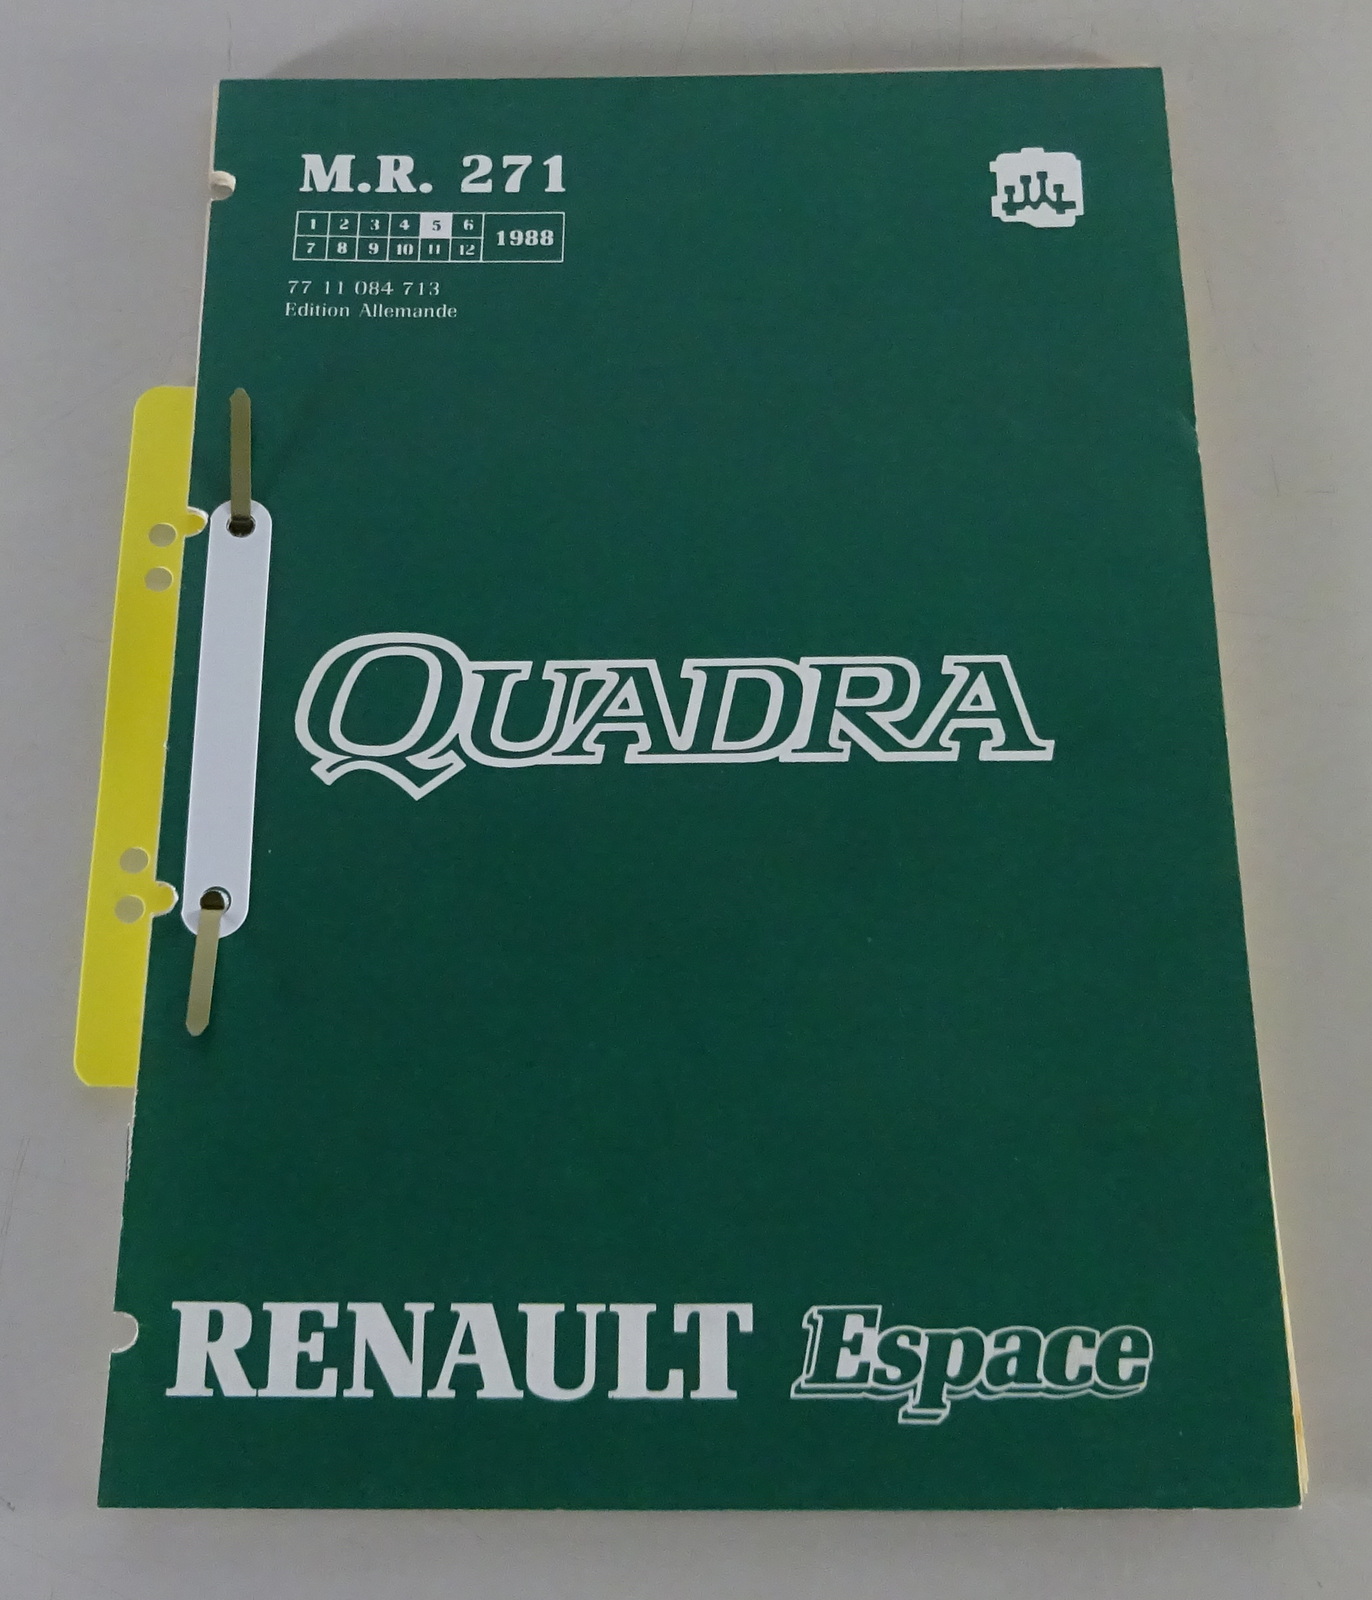 M.R. 271
1 2 3 4 5 6
1988
7 8 9 10 11 12
77 11 084 713
Edition Allemande
QUADRA
RENAULT Espace